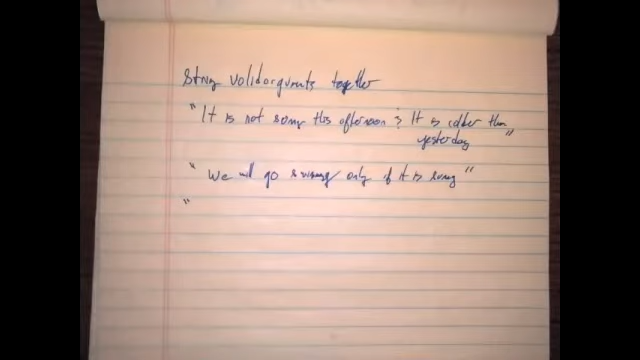 String valid arguments together
"It is not sunny this afternoon & It is colder than
yesterday"
"We will go swimming only if it is sunny"
"